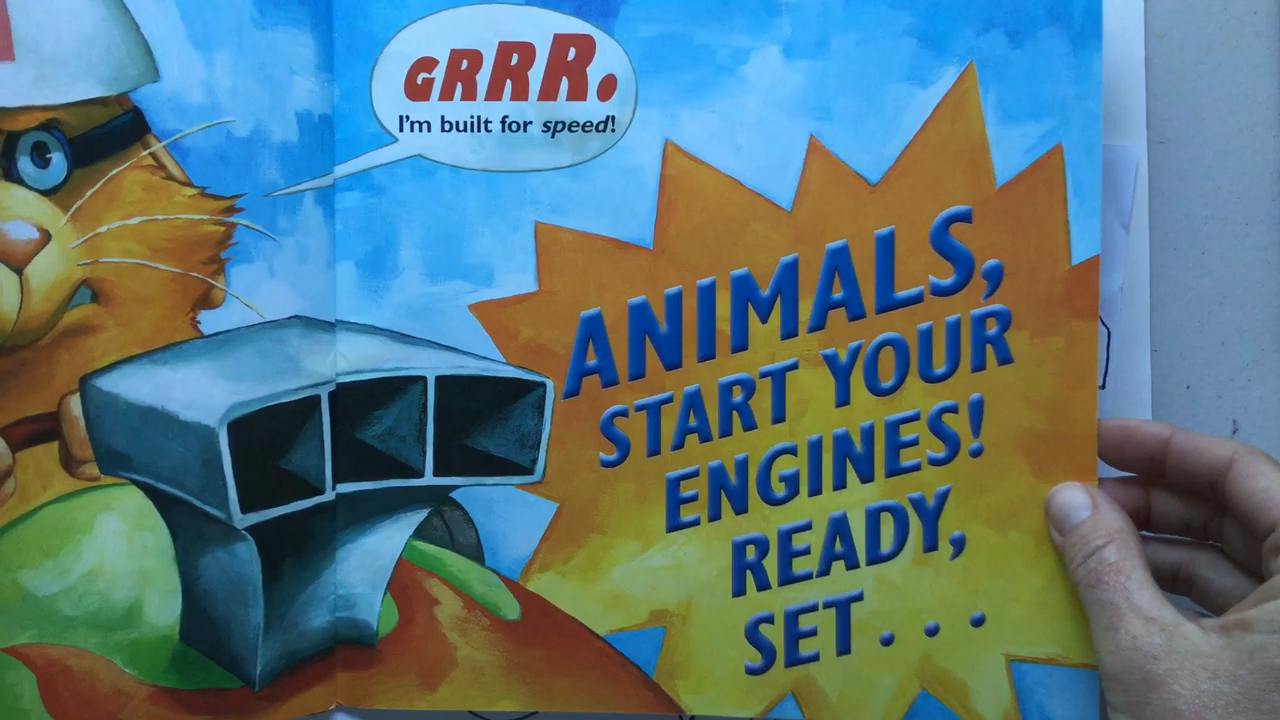 GRRR.
I'm built for speed!
ANIMALS,
START YOUR
ENGINES!
READY,
SET...